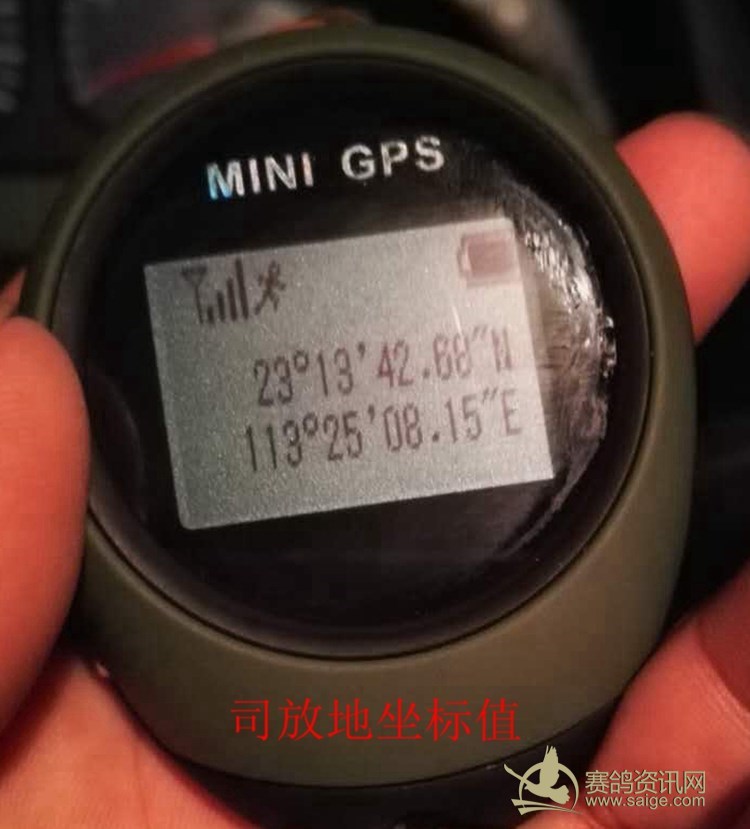 MINI GPS
23°13'42.68"N
113°25'08.15"E
司放地坐标值
赛鸽资讯网
www.saige.com